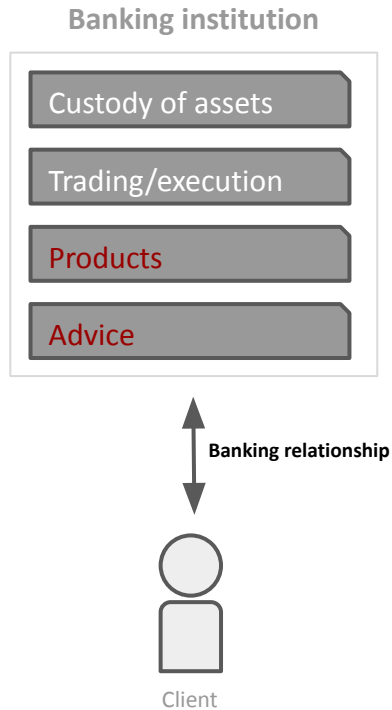 Banking institution
Custody of assets
Trading/execution
Products
Advice
Banking relationship
Client